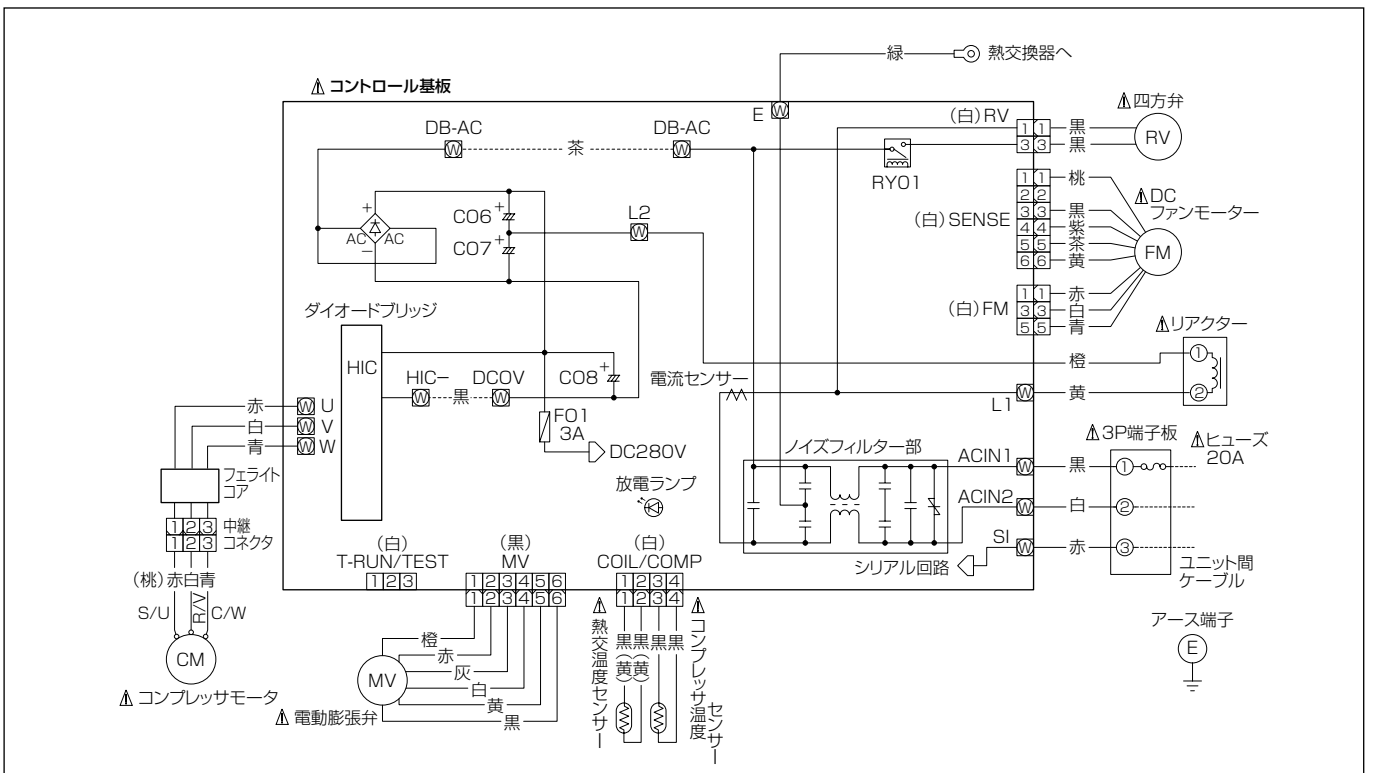 緑
熱交換器へ
⚠コントロール基板
E
W
(白)RV
⚠四方弁
DB-AC
DB-AC
W
茶
W
1 1 黒
3 3 黒
RV
RY01
1 1 桃
2 2
(白)SENSE
3 3 黒
4 4 紫
5 5 茶
6 6 黄
⚠DC
ファンモーター
FM
+
AC AC
−
C06
+
C07
+
L2
W
ダイオードブリッジ
(白)FM
1 1 赤
3 3 白
5 5 青
⚠リアクター
橙
①
HIC
HIC−
DC0V
W
黒
W
C08
+
電流センサー
W
L1
黄
②
赤
W
U
白
W
V
青
W
W
F01
3A
DC280V
⚠3P端子板
⚠ヒューズ
20A
ノイズフィルター部
ACIN1
W
黒
①
フェライト
コア
放電ランプ
ACIN2
W
白
②
1 2 3
1 2 3
中継
コネクタ
SI
W
赤
③
シリアル回路
ユニット間
ケーブル
(白)
T-RUN/TEST
1 2 3
(黒)
MV
1 2 3 4 5 6
1 2 3 4 5 6
(白)
COIL/COMP
1 2 3 4
1 2 3 4
(桃)赤白青
S/U
R/V
C/W
CM
⚠コンプレッサモータ
橙
赤
灰
白
黄
黒
MV
⚠電動膨張弁
⚠熱交温度センサー
黒(黄)
黒(黄)
黒
黒
⚠コンプレッサ温度
センサー
アース端子
E